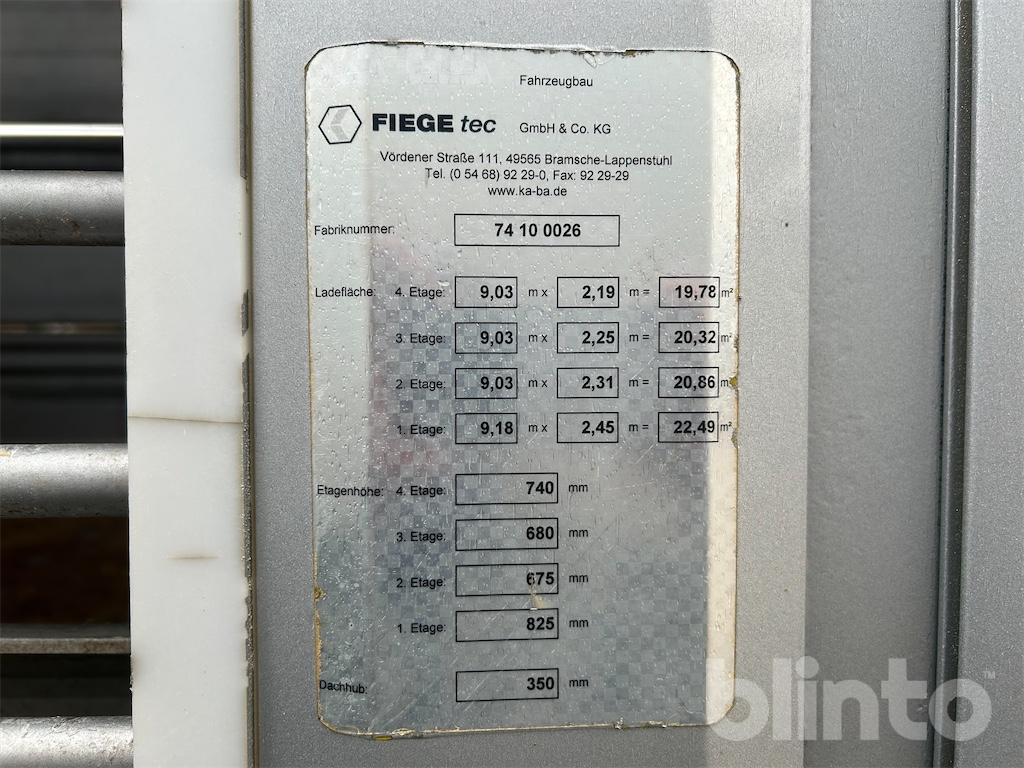 Fahrzeugbau
FIEGE tec GmbH & Co. KG
Vördener Straße 111, 49565 Bramsche-Lappenstuhl
Tel. (0 54 68) 92 29-0, Fax: 92 29-29
www.ka-ba.de
Fabriknummer: 74 10 0026
Ladefläche: 4. Etage: 9,03 m x 2,19 m = 19,78 m²
3. Etage: 9,03 m x 2,25 m = 20,32 m²
2. Etage: 9,03 m x 2,31 m = 20,86 m²
1. Etage: 9,18 m x 2,45 m = 22,49 m²
Etagenhöhe: 4. Etage: 740 mm
3. Etage: 680 mm
2. Etage: 675 mm
1. Etage: 825 mm
Dachhub: 350 mm
blinto™